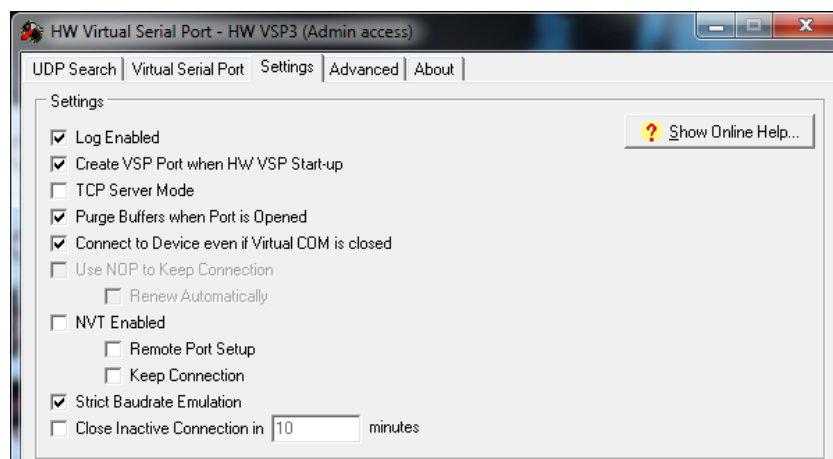 HW Virtual Serial Port - HW VSP3 (Admin access)
UDP Search Virtual Serial Port Settings Advanced About
Settings
Show Online Help...
Log Enabled
Create VSP Port when HW VSP Start-up
TCP Server Mode
Purge Buffers when Port is Opened
Connect to Device even if Virtual COM is closed
Use NOP to Keep Connection
Renew Automatically
NVT Enabled
Remote Port Setup
Keep Connection
Strict Baudrate Emulation
Close Inactive Connection in 10 minutes